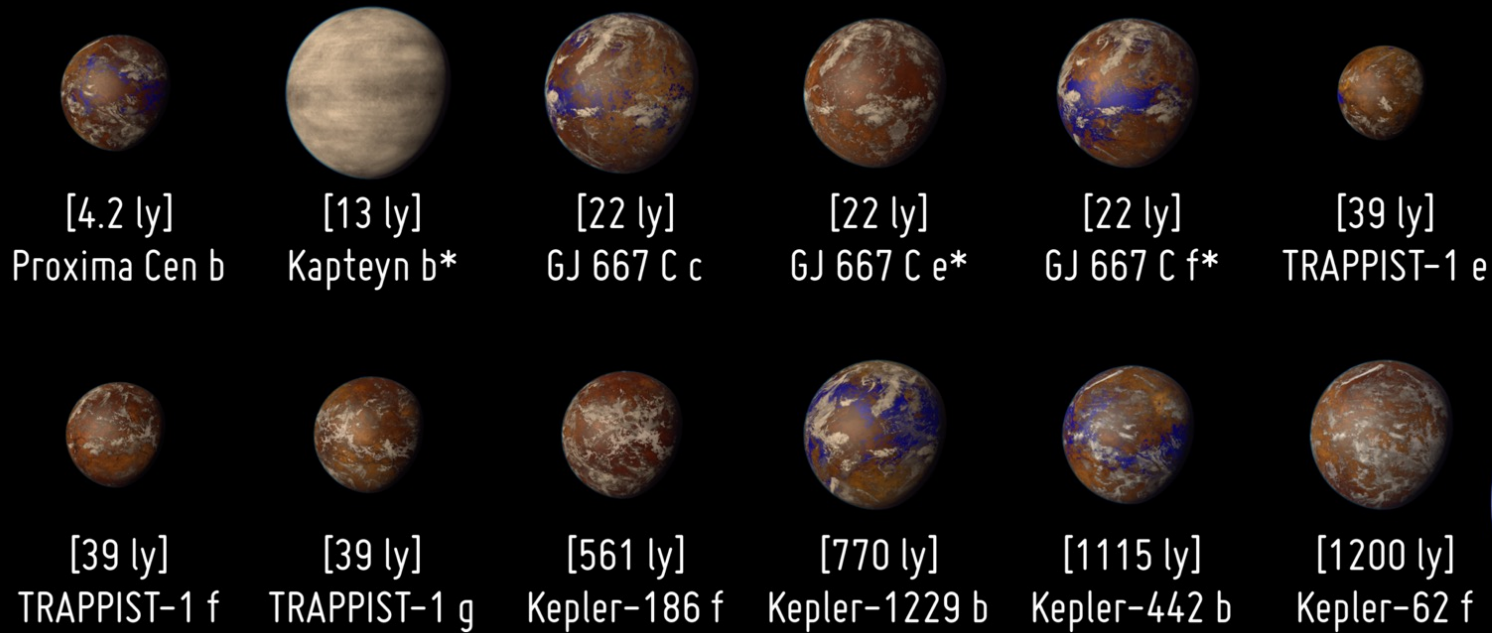 [4.2 ly] [13 ly] [22 ly] [22 ly] [22 ly] [39 ly]
Proxima Cen b Kapteyn b* GJ 667 C c GJ 667 C e* GJ 667 C f* TRAPPIST-1 e
[39 ly] [39 ly] [561 ly] [770 ly] [1115 ly] [1200 ly]
TRAPPIST-1 f TRAPPIST-1 g Kepler-186 f Kepler-1229 b Kepler-442 b Kepler-62 f